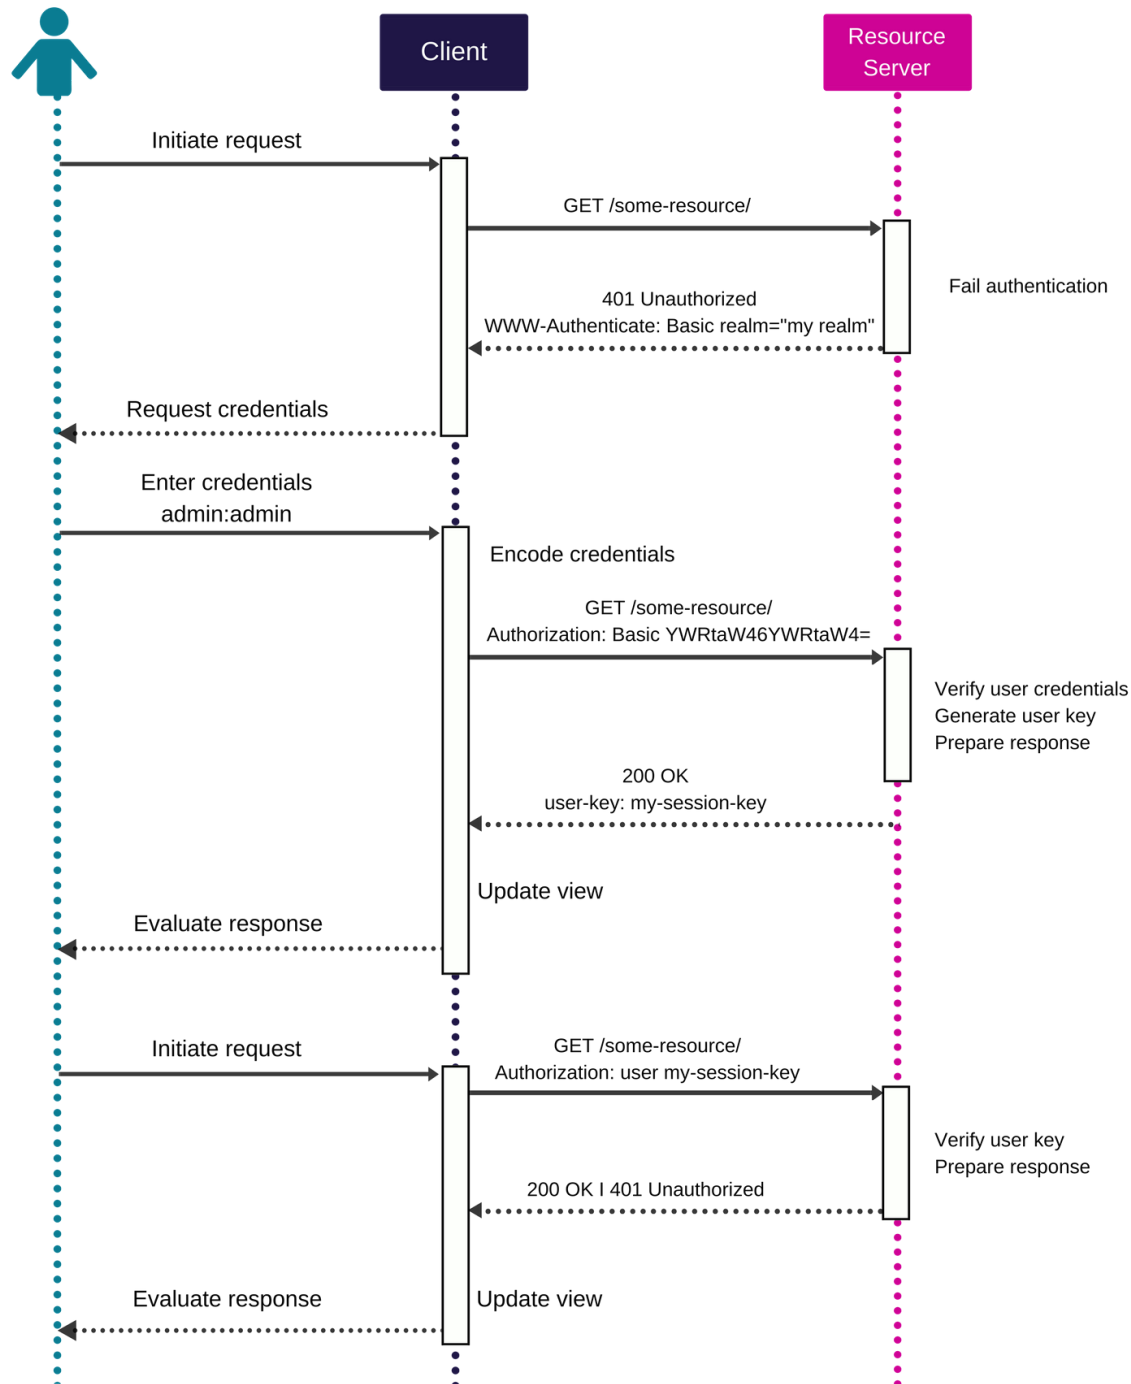 Client
Resource
Server
Initiate request
GET /some-resource/
Fail authentication
401 Unauthorized
WWW-Authenticate: Basic realm="my realm"
Request credentials
Enter credentials
admin:admin
Encode credentials
GET /some-resource/
Authorization: Basic YWRtaW46YWRtaW4=
Verify user credentials
Generate user key
Prepare response
200 OK
user-key: my-session-key
Update view
Evaluate response
Initiate request
GET /some-resource/
Authorization: user my-session-key
Verify user key
Prepare response
200 OK I 401 Unauthorized
Evaluate response
Update view